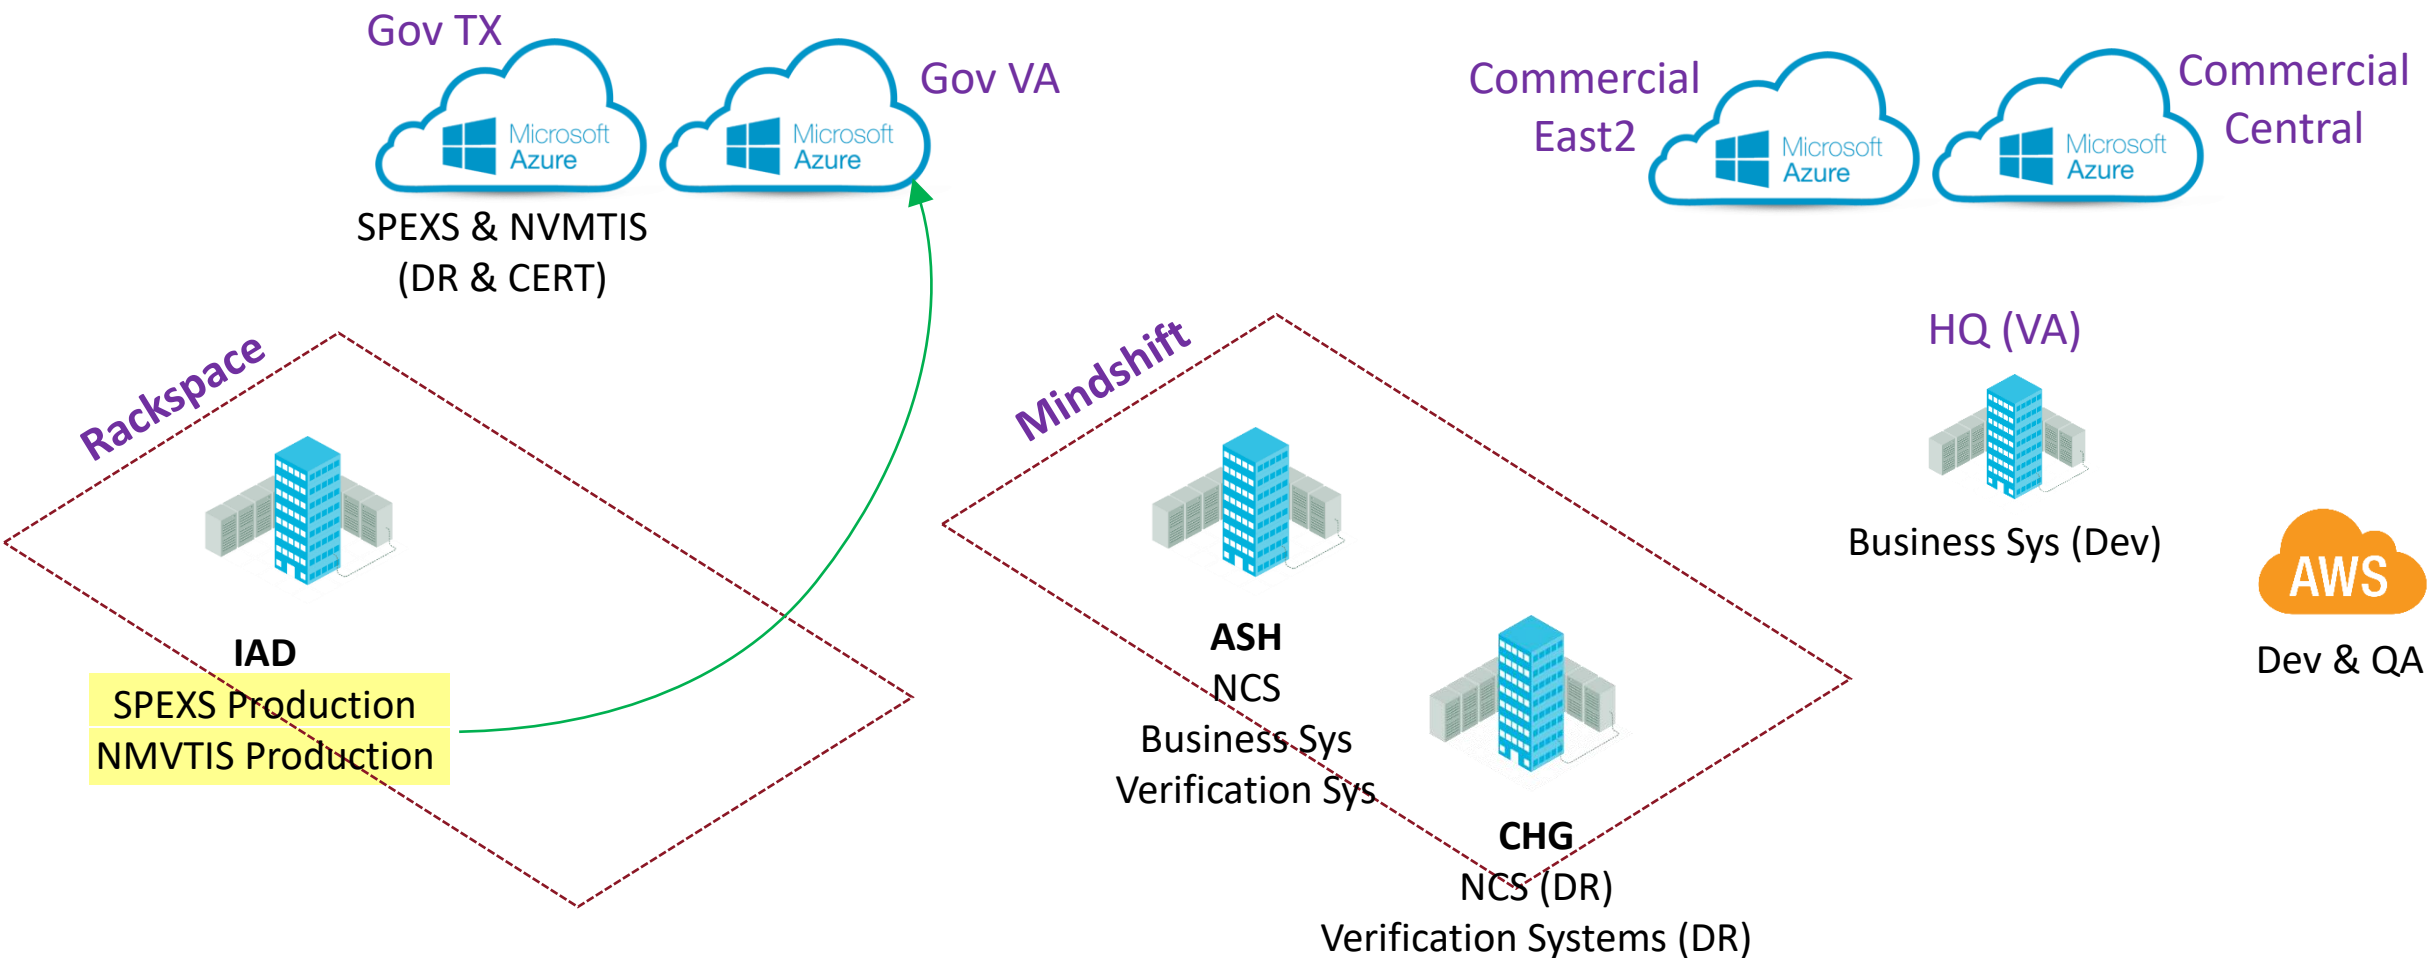 Gov TX
Microsoft
Azure
SPEXS & NVMTIS
(DR & CERT)
Gov VA
Microsoft
Azure
Commercial
East2
Microsoft
Azure
Commercial
Central
Microsoft
Azure
Rackspace
IAD
SPEXS Production
NMVTIS Production
Mindshift
ASH
NCS
Business Sys
Verification Sys
CHG
NCS (DR)
Verification Systems (DR)
HQ (VA)
Business Sys (Dev)
AWS
Dev & QA